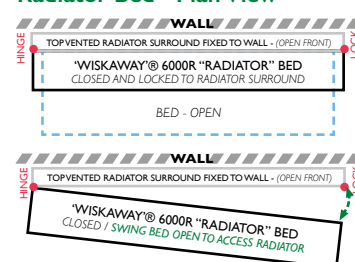 Radiator Bed - Plan View
WALL
HINGE
TOP VENTED RADIATOR SURROUND FIXED TO WALL - (OPEN FRONT)
LOCK
'WISKAWAY'® 6000R "RADIATOR" BED
CLOSED AND LOCKED TO RADIATOR SURROUND
BED - OPEN
WALL
HINGE
TOP VENTED RADIATOR SURROUND FIXED TO WALL - (OPEN FRONT)
LOCK
'WISKAWAY'® 6000R "RADIATOR" BED
CLOSED / SWING BED OPEN TO ACCESS RADIATOR